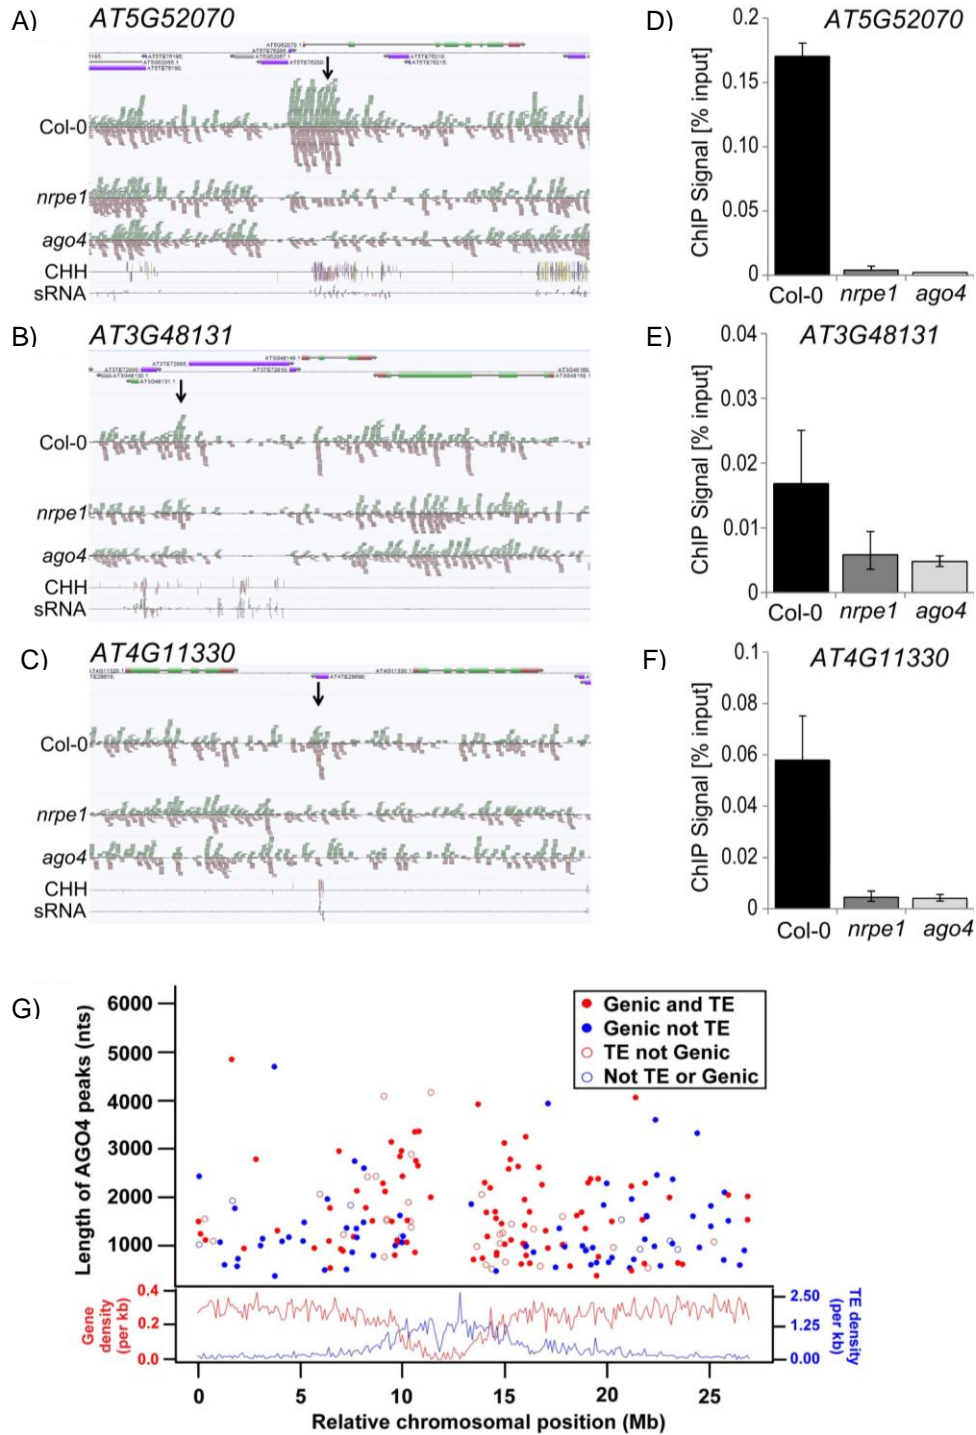 A)
AT5G52070
AT5G52070.1
Col-0
nrpe1
ago4
CHH
sRNA
B)
AT3G48131
AT3G48131.1
Col-0
nrpe1
ago4
CHH
sRNA
C)
AT4G11330
AT4G11330.1
Col-0
nrpe1
ago4
CHH
sRNA
D)
AT5G52070
ChIP Signal [% input]
0.2
0.15
0.10
0.05
0
Col-0 nrpe1 ago4
E)
AT3G48131
ChIP Signal [% input]
0.04
0.03
0.02
0.01
0
Col-0 nrpe1 ago4
F)
AT4G11330
ChIP Signal [% input]
0.1
0.08
0.06
0.04
0.02
0
Col-0 nrpe1 ago4
G)
Length of AGO4 peaks (nts)
6000
5000
4000
3000
2000
1000
Genic and TE
Genic not TE
TE not Genic
Not TE or Genic
Gene
density
(per kb)
0.4
0.2
0.0
2.50
1.25
0.00
TE density
(per kb)
0 5 10 15 20 25
Relative chromosomal position (Mb)